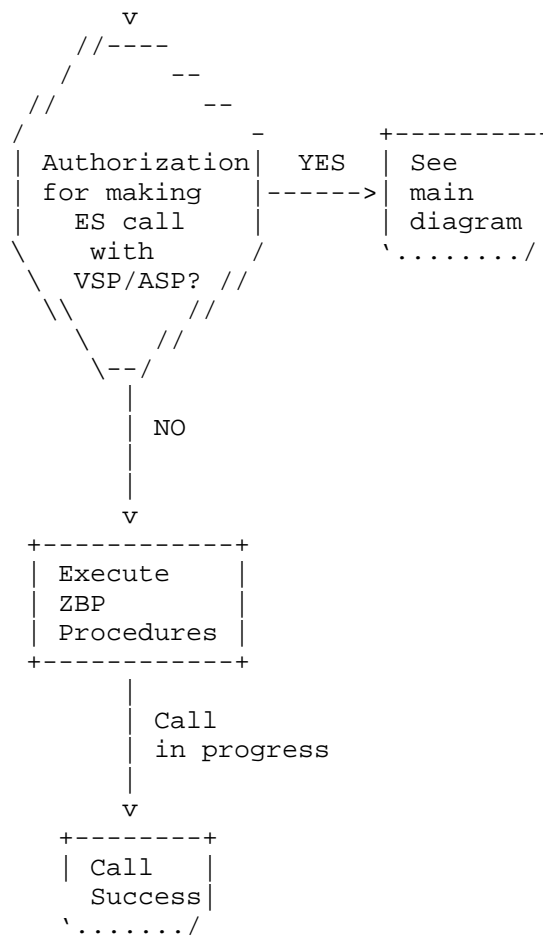 Authorization YES See
for making main
ES call diagram
with
VSP/ASP?
NO
Execute
ZBP
Procedures
Call
in progress
Call
Success